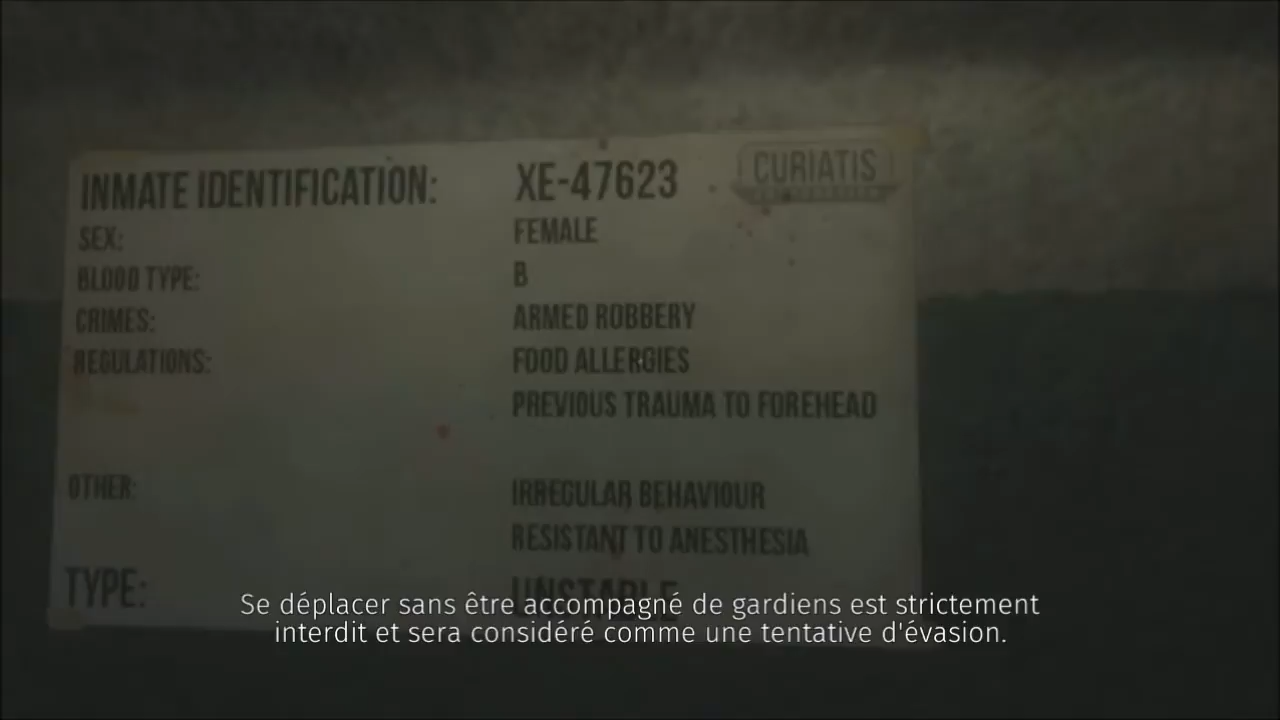 INMATE IDENTIFICATION: XE-47623 CURIATIS
SEX: FEMALE
BLOOD TYPE: B
CRIMES: ARMED ROBBERY
REGULATIONS: FOOD ALLERGIES
PREVIOUS TRAUMA TO FOREHEAD
OTHER: IRREGULAR BEHAVIOUR
RESISTANT TO ANESTHESIA
TYPE: UNSTABLE
Se déplacer sans être accompagné de gardiens est strictement
interdit et sera considéré comme une tentative d'évasion.